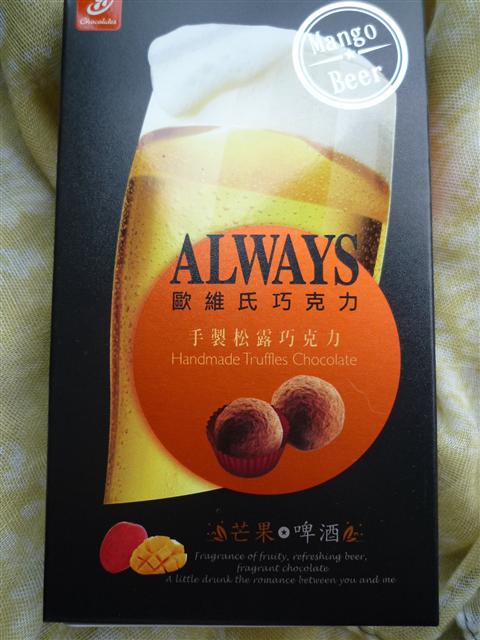 Chocolates
Mango
Beer
ALWAYS
歐維氏巧克力
手製松露巧克力
Handmade Truffles Chocolate
芒果 啤酒
Fragrance of fruity, refreshing beer,
fragrant chocolate
A little drunk the romance between you and me